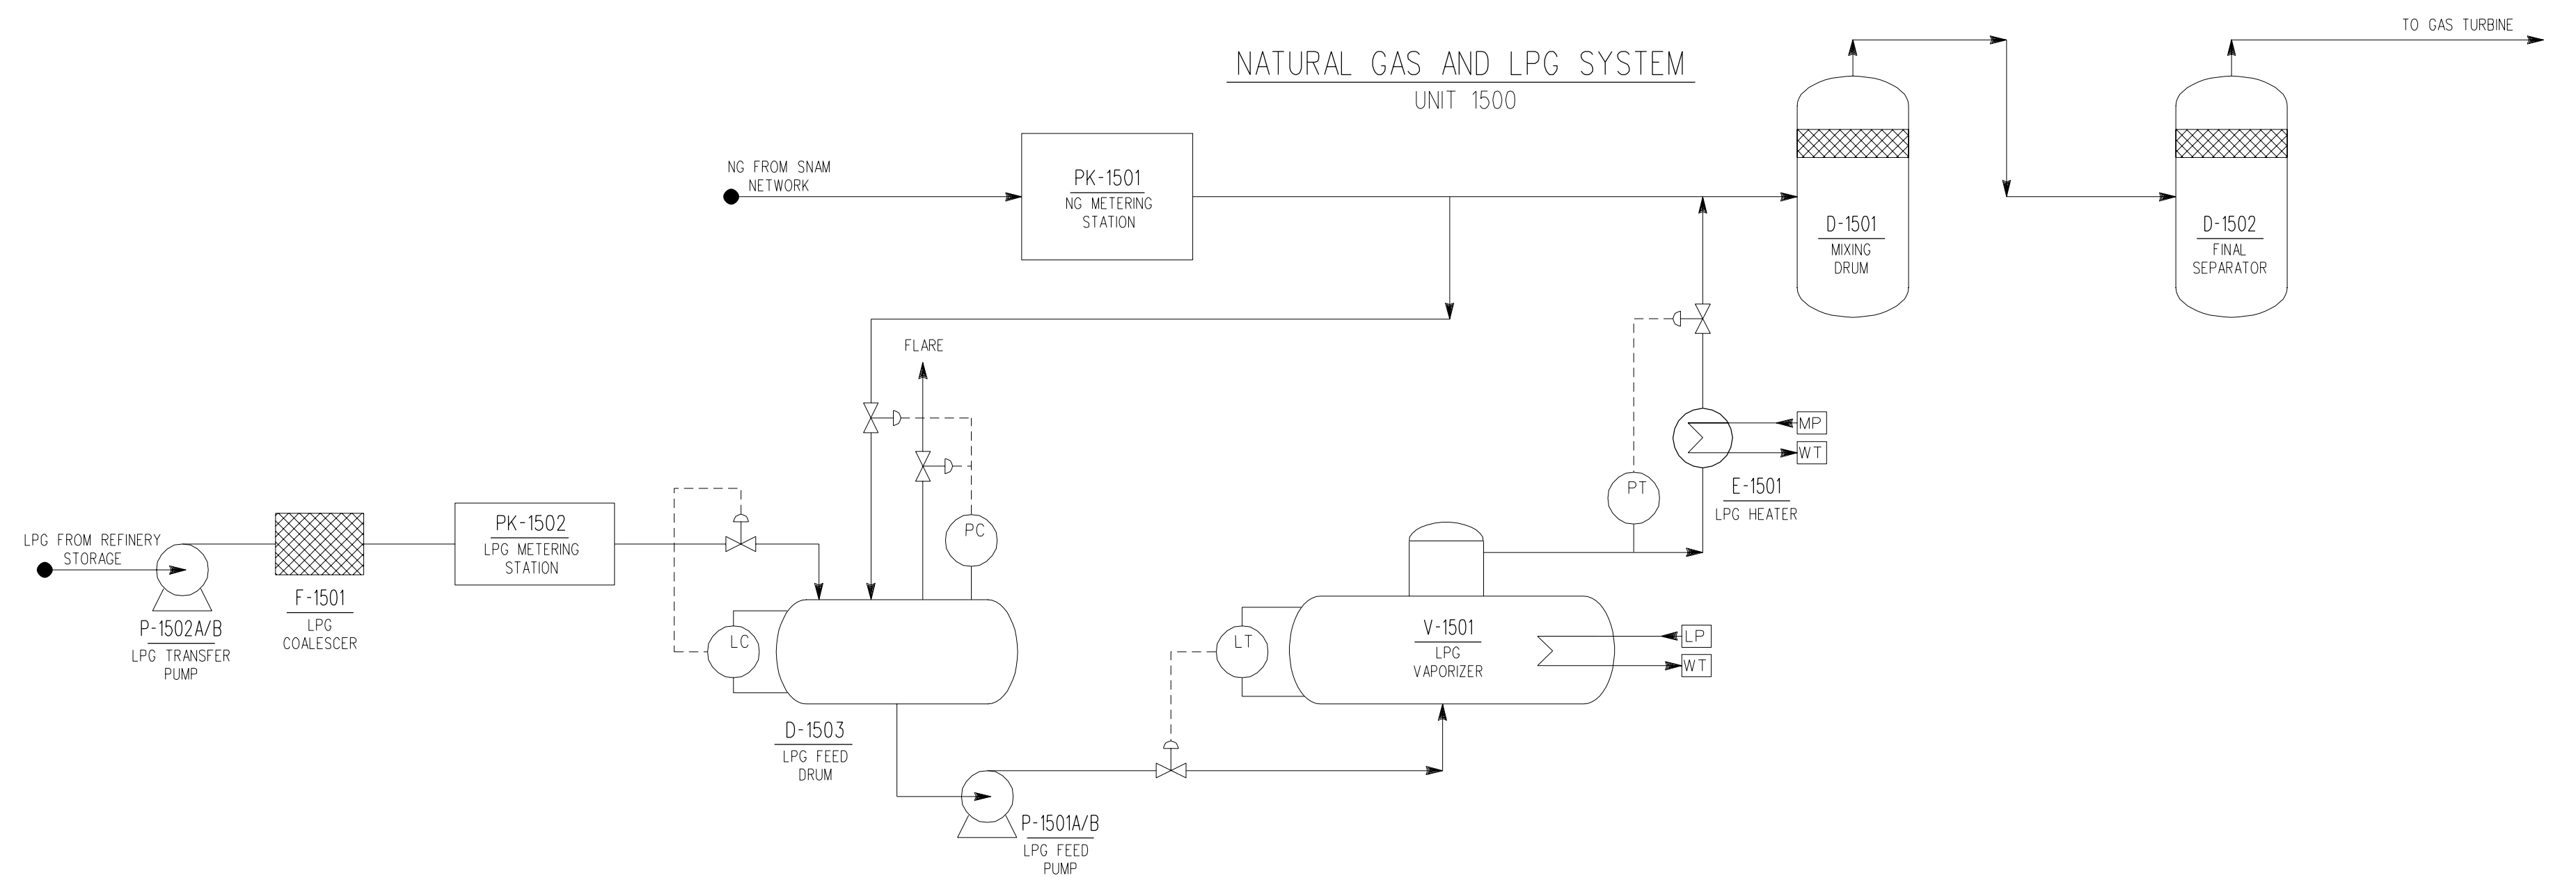 TO GAS TURBINE
NATURAL GAS AND LPG SYSTEM
UNIT 1500
NG FROM SNAM
NETWORK
PK-1501
NG METERING
STATION
D-1501
MIXING
DRUM
D-1502
FINAL
SEPARATOR
FLARE
MP
WT
PT
E-1501
LPG HEATER
PC
LPG FROM REFINERY
STORAGE
P-1502A/B
LPG TRANSFER
PUMP
F-1501
LPG
COALESCER
PK-1502
LPG METERING
STATION
LC
D-1503
LPG FEED
DRUM
LT
V-1501
LPG
VAPORIZER
LP
WT
P-1501A/B
LPG FEED
PUMP